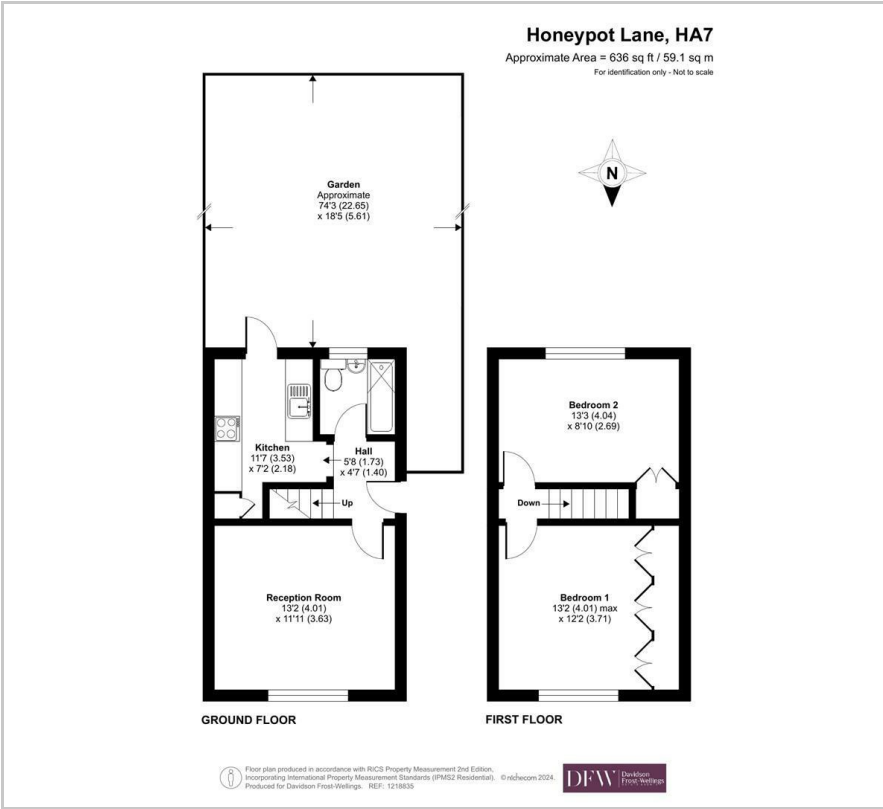 Honeypot Lane, HA7
Approximate Area = 636 sq ft / 59.1 sq m
For identification only - Not to scale
N
Garden
Approximate
74'3 (22.65)
x 18'5 (5.61)
Kitchen
11'7 (3.53)
x 7'2 (2.18)
Hall
5'8 (1.73)
x 4'7 (1.40)
Up
Reception Room
13'2 (4.01)
x 11'11 (3.63)
GROUND FLOOR
Bedroom 2
13'3 (4.04)
x 8'10 (2.69)
Down
Bedroom 1
13'2 (4.01) max
x 12'2 (3.71)
FIRST FLOOR
Floor plan produced in accordance with RICS Property Measurement 2nd Edition,
Incorporating International Property Measurement Standards (IPMS2 Residential). © nichecom 2024.
Produced for Davidson Frost-Wellings. REF: 1218835
DFW
Davidson
Frost-Wellings